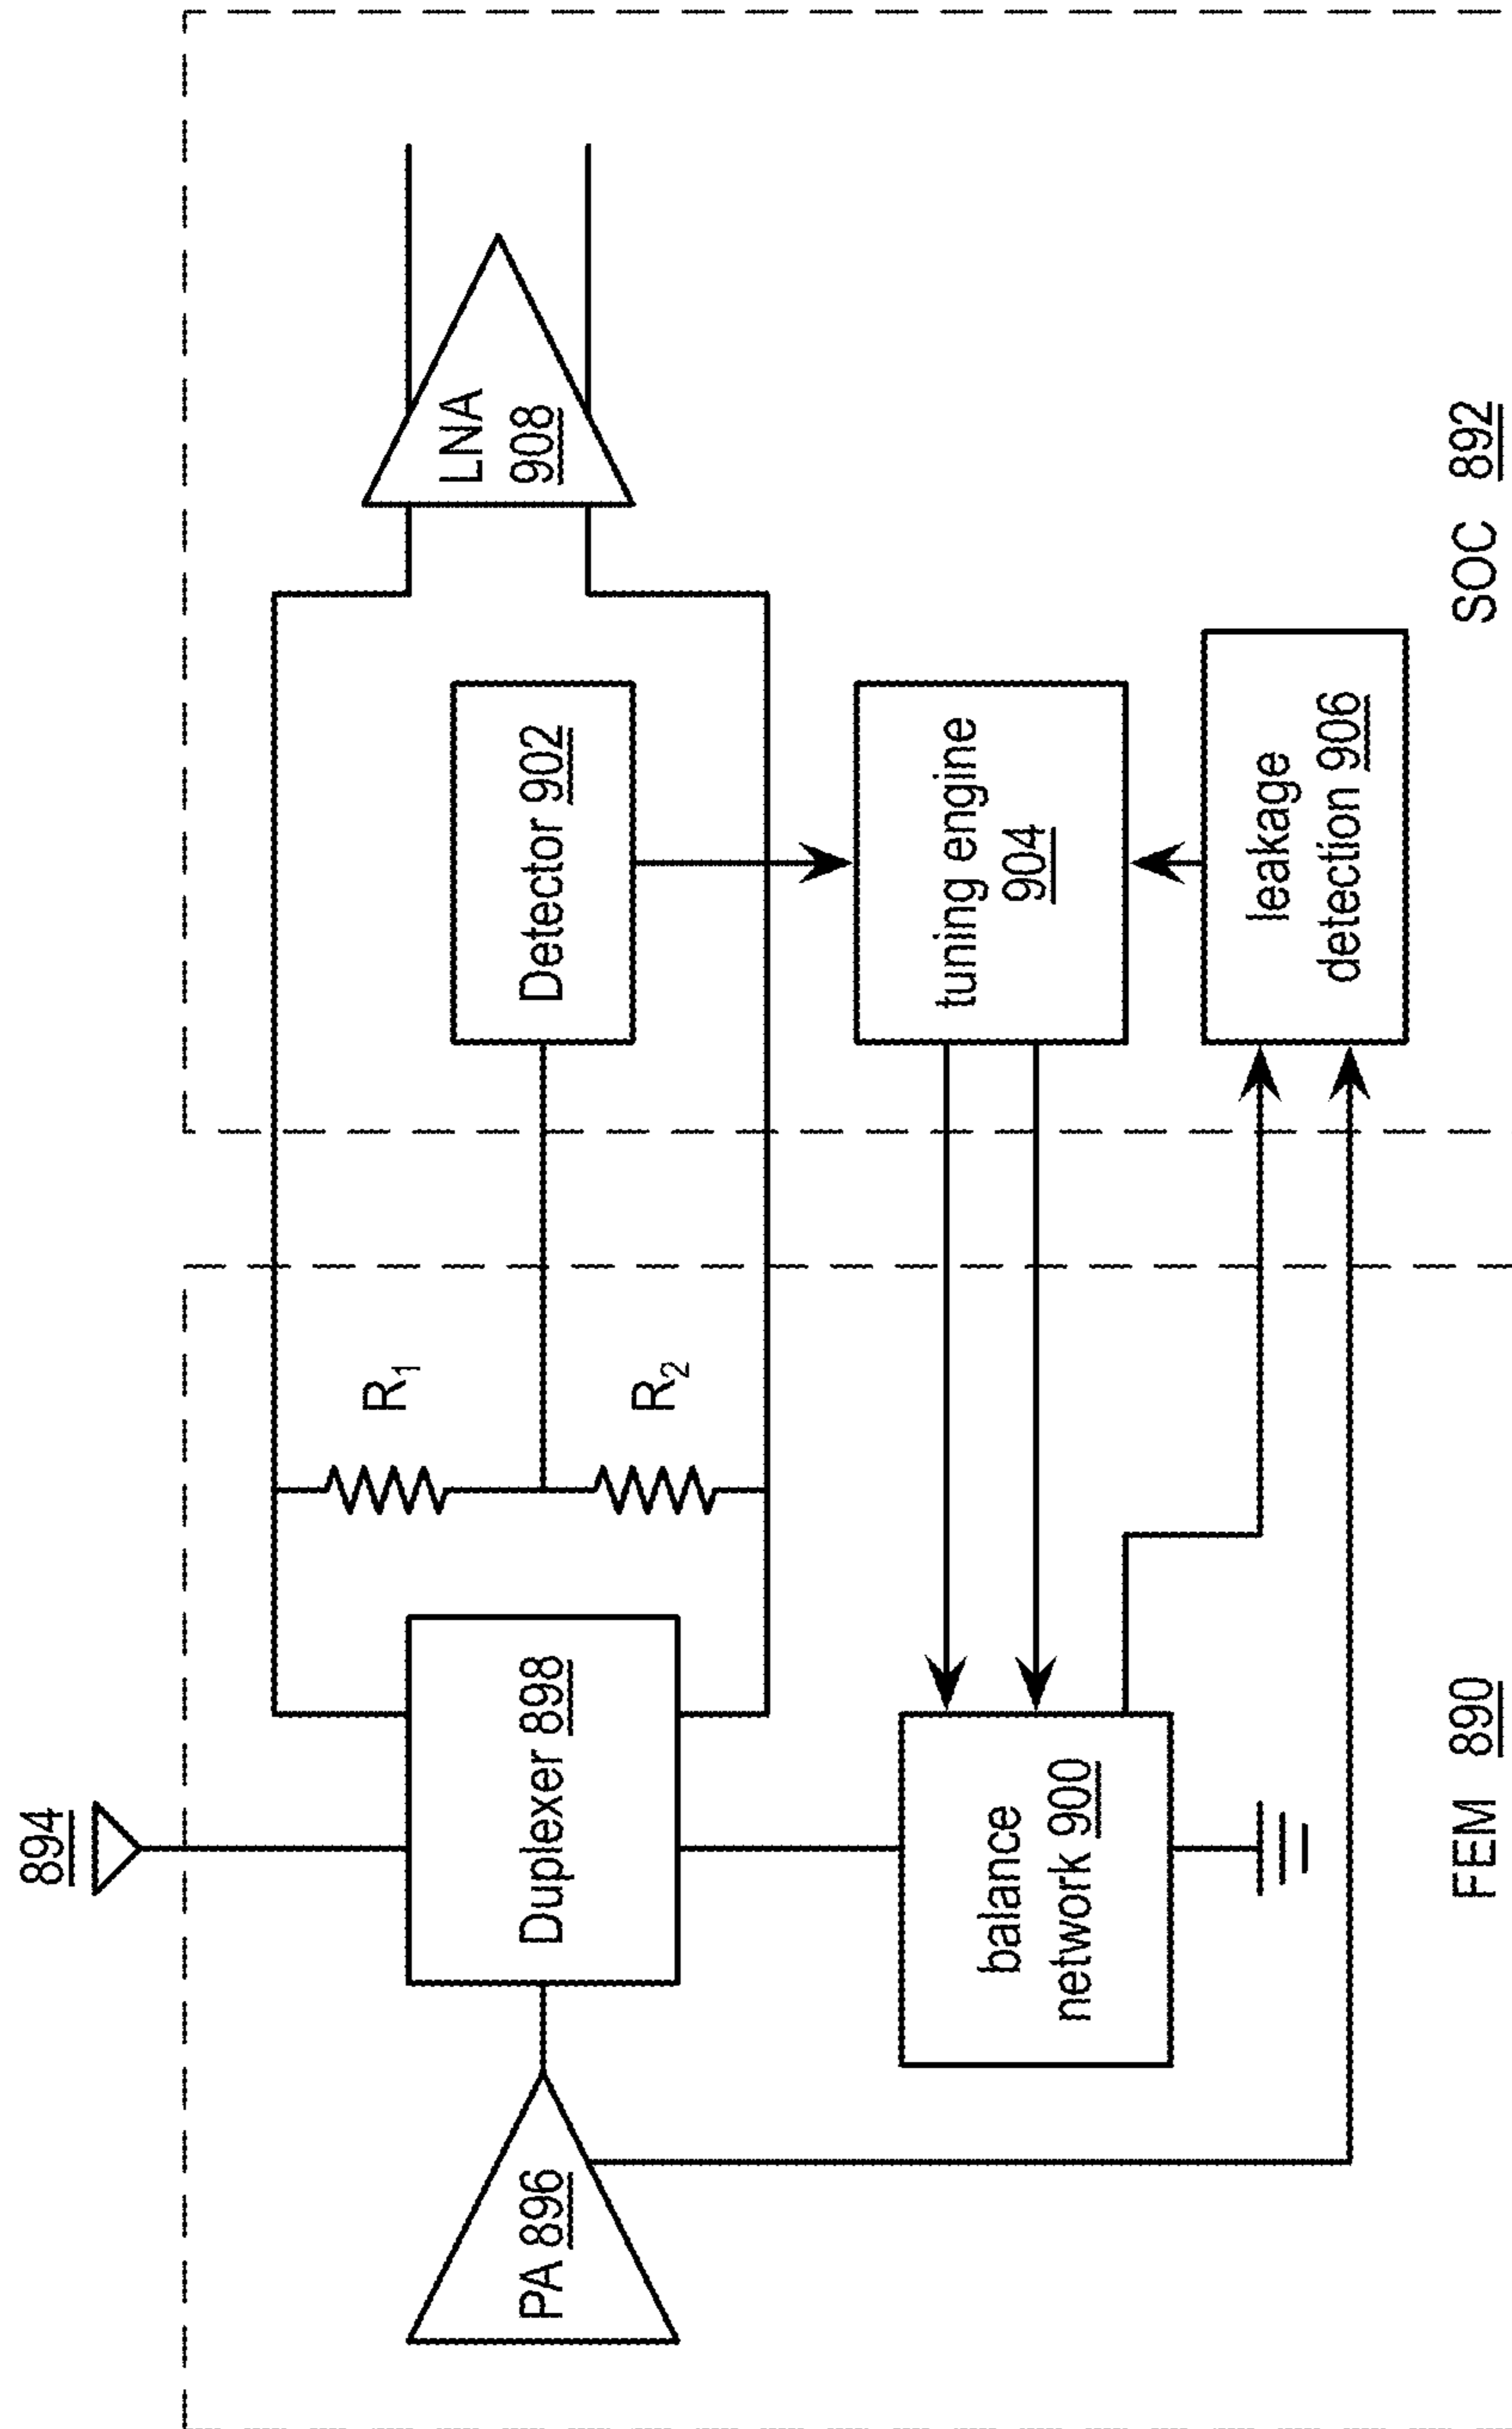 894
PA 896
Duplexer 898
R1
R2
Detector 902
LNA
908
balance
network 900
tuning engine
904
leakage
detection 906
FEM 890
SOC 892